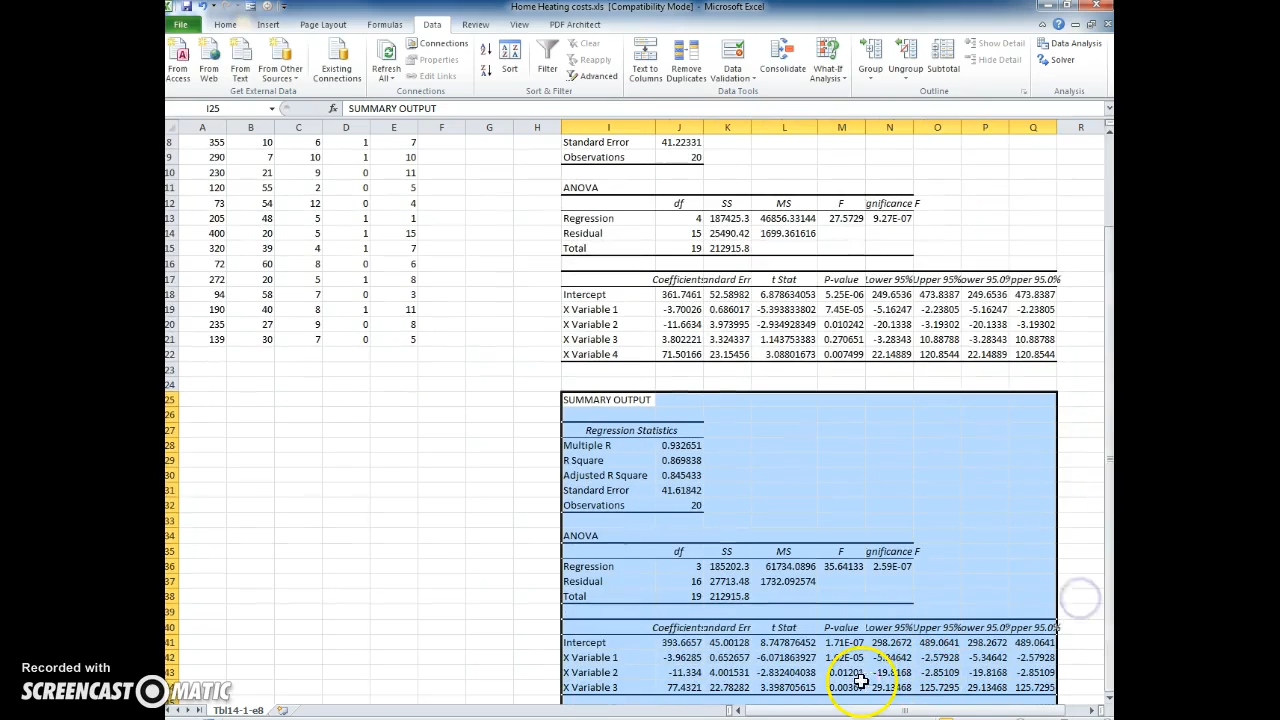 Home Heating costs.xls [Compatibility Mode] - Microsoft Excel
File Home Insert Page Layout Formulas Data Review View PDF Architect
From Access From Web From Text From Other Sources Existing Connections Refresh All Connections Properties Edit Links Sort Filter Clear Reapply Advanced Text to Columns Remove Duplicates Data Validation Consolidate What-If Analysis Group Ungroup Subtotal Show Detail Hide Detail Data Analysis Solver
Get External Data Connections Sort & Filter Data Tools Outline Analysis
I25 fx SUMMARY OUTPUT
A B C D E F G H I J K L M N O P Q R
8 355 10 6 1 7 Standard Error 41.22331
9 290 7 10 1 10 Observations 20
10 230 21 9 0 11
11 120 55 2 0 5 ANOVA
12 73 54 12 0 4 df SS MS F gnificance F
13 205 48 5 1 1 Regression 4 187425.3 46856.33144 27.5729 9.27E-07
14 400 20 5 1 15 Residual 15 25490.42 1699.361616
15 320 39 4 1 7 Total 19 212915.8
16 72 60 8 0 6
17 272 20 5 1 8 Coefficients andard Err t Stat P-value Lower 95% Upper 95% ower 95.0% pper 95.0%
18 94 58 7 0 3 Intercept 361.7461 52.58982 6.878634053 5.25E-06 249.6536 473.8387 249.6536 473.8387
19 190 40 8 1 11 X Variable 1 -3.70026 0.686017 -5.393833802 7.45E-05 -5.16247 -2.23805 -5.16247 -2.23805
20 235 27 9 0 8 X Variable 2 -11.6634 3.973995 -2.934928349 0.010242 -20.1338 -3.19302 -20.1338 -3.19302
21 139 30 7 0 5 X Variable 3 3.802221 3.324337 1.143753383 0.270651 -3.28343 10.88788 -3.28343 10.88788
22 X Variable 4 71.50166 23.15456 3.08801673 0.007499 22.14889 120.8544 22.14889 120.8544
23
24
25 SUMMARY OUTPUT
26
27 Regression Statistics
28 Multiple R 0.932651
29 R Square 0.869838
30 Adjusted R Square 0.845433
31 Standard Error 41.61842
32 Observations 20
33
34 ANOVA
35 df SS MS F gnificance F
36 Regression 3 185202.3 61734.0896 35.64133 2.59E-07
37 Residual 16 27713.48 1732.092574
38 Total 19 212915.8
39
40 Coefficients andard Err t Stat P-value Lower 95% Upper 95% ower 95.0% pper 95.0%
41 Intercept 393.6657 45.00128 8.747876452 1.71E-07 298.2672 489.0641 298.2672 489.0641
42 X Variable 1 -3.96285 0.652657 -6.071863927 -2.57928 -5.34642 -2.57928
X Variable 2 -11.334 4.001531 -2.832404038 -2.85109 -19.8168 -2.85109
X Variable 3 77.4321 22.78282 3.398705615 125.7295 29.13468 125.7295
Tbl14-1-e8
Recorded with
SCREENCAST-O-MATIC